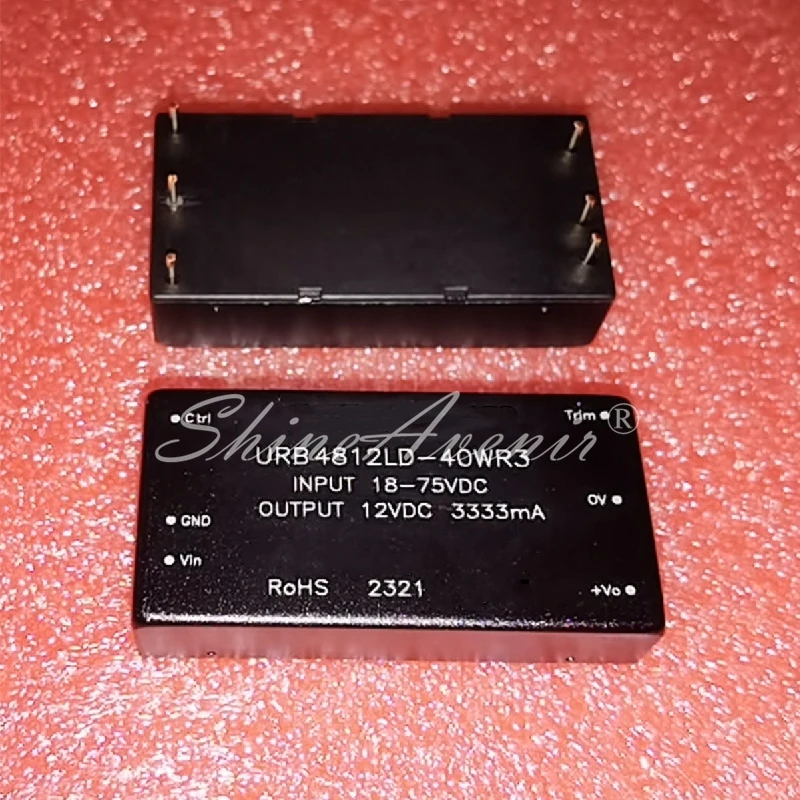 Ctrl
Trim
ShineAvenir®
URB4812LD-40WR3
INPUT 18-75VDC
0V
OUTPUT 12VDC 3333mA
GND
Vin
RoHS 2321
+Vo